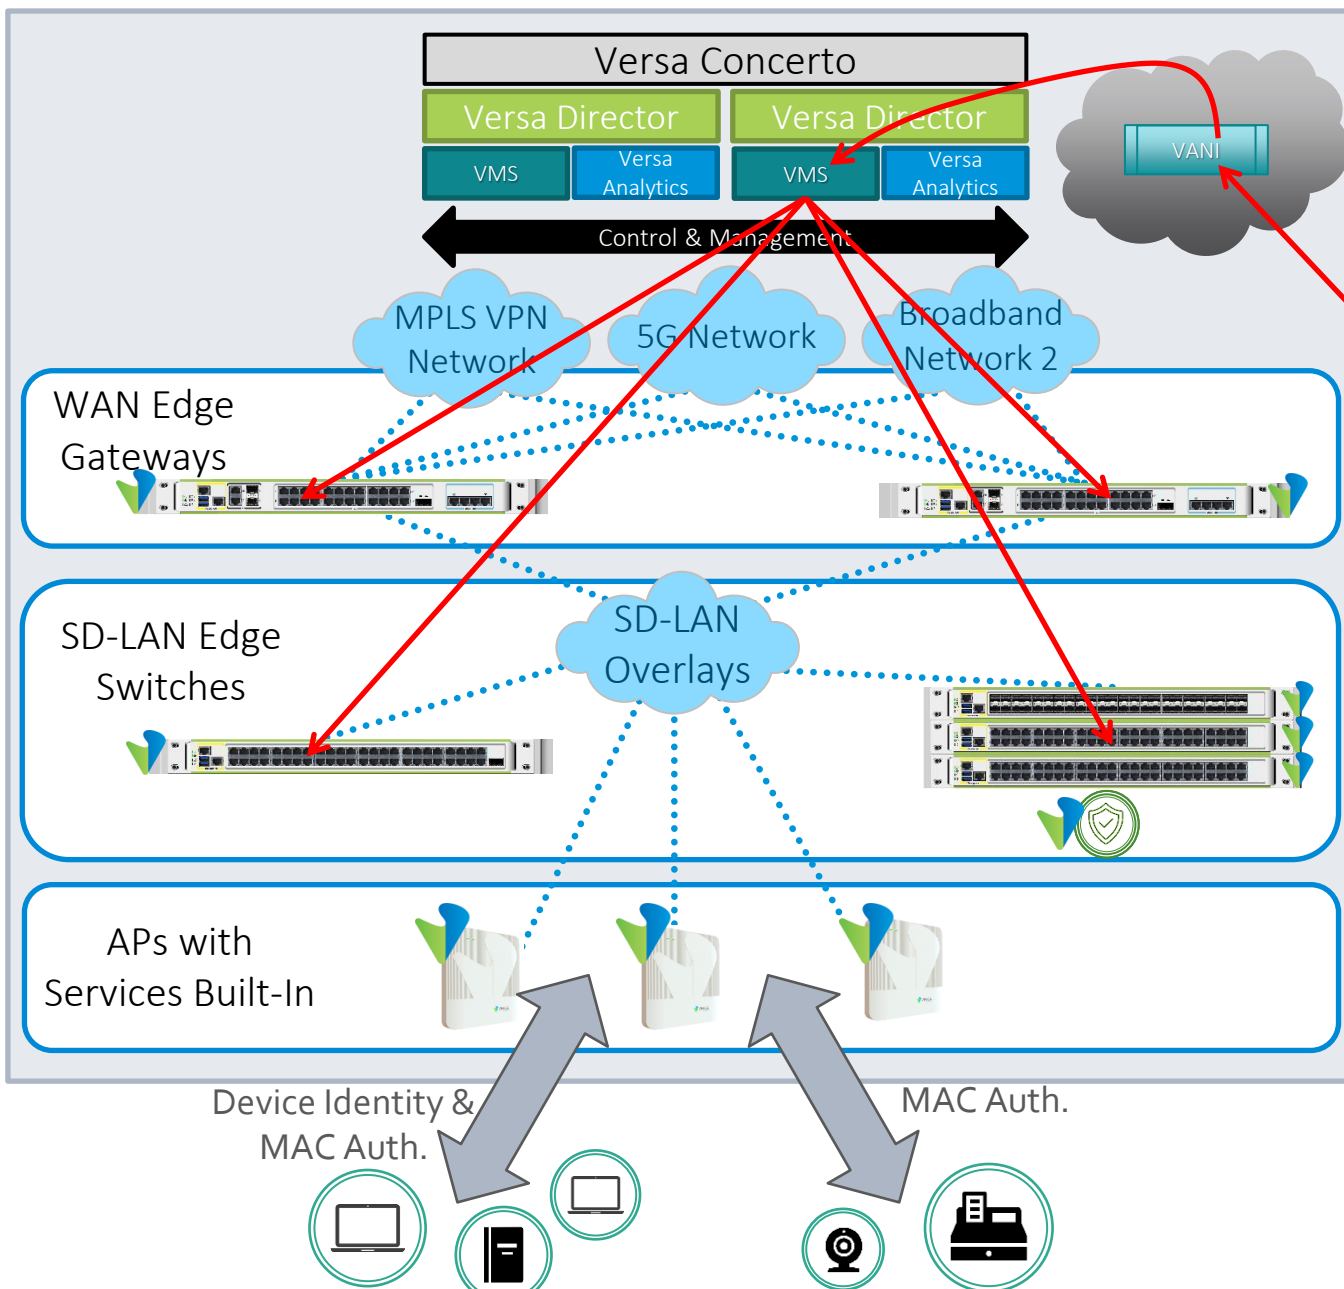 Versa Concerto
Versa Director
Versa Director
VMS
Versa
Analytics
VMS
Versa
Analytics
VANI
Control & Management
MPLS VPN
Network
5G Network
Broadband
Network 2
WAN Edge
Gateways
SD-LAN
Overlays
SD-LAN Edge
Switches
APs with
Services Built-In
Device Identity &
MAC Auth.
MAC Auth.